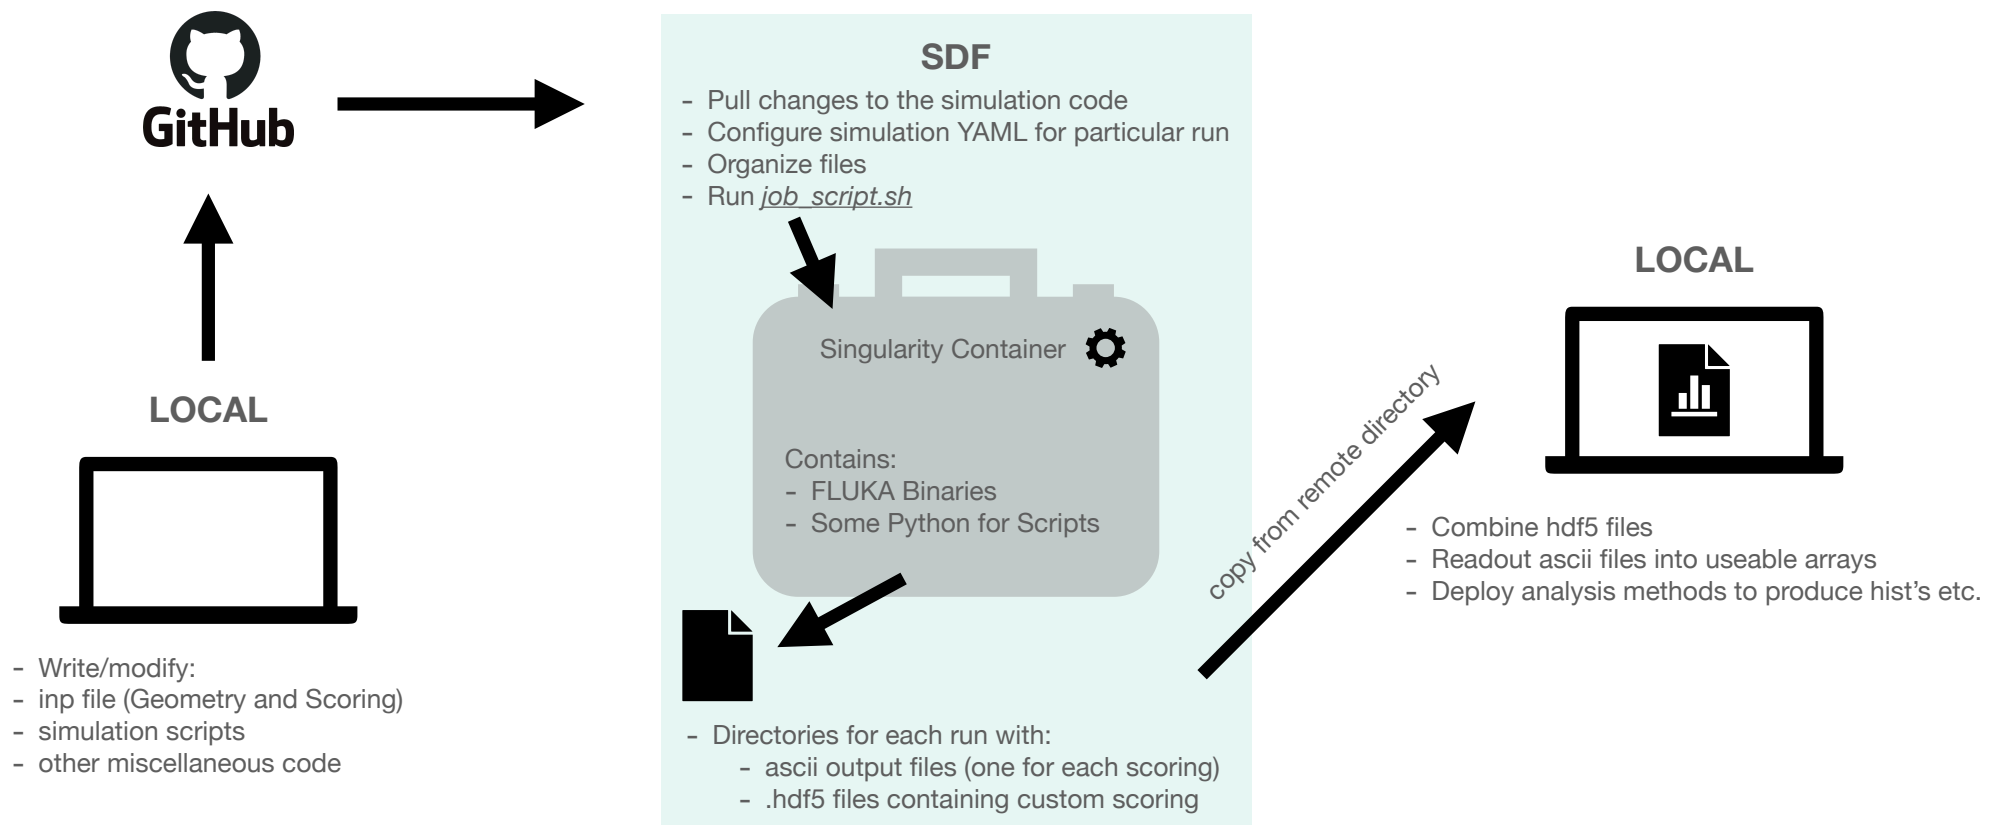 GitHub
LOCAL
- Write/modify:
- inp file (Geometry and Scoring)
- simulation scripts
- other miscellaneous code
SDF
- Pull changes to the simulation code
- Configure simulation YAML for particular run
- Organize files
- Run job_script.sh
Singularity Container
Contains:
- FLUKA Binaries
- Some Python for Scripts
- Directories for each run with:
- ascii output files (one for each scoring)
- .hdf5 files containing custom scoring
copy from remote directory
LOCAL
- Combine hdf5 files
- Readout ascii files into useable arrays
- Deploy analysis methods to produce hist's etc.